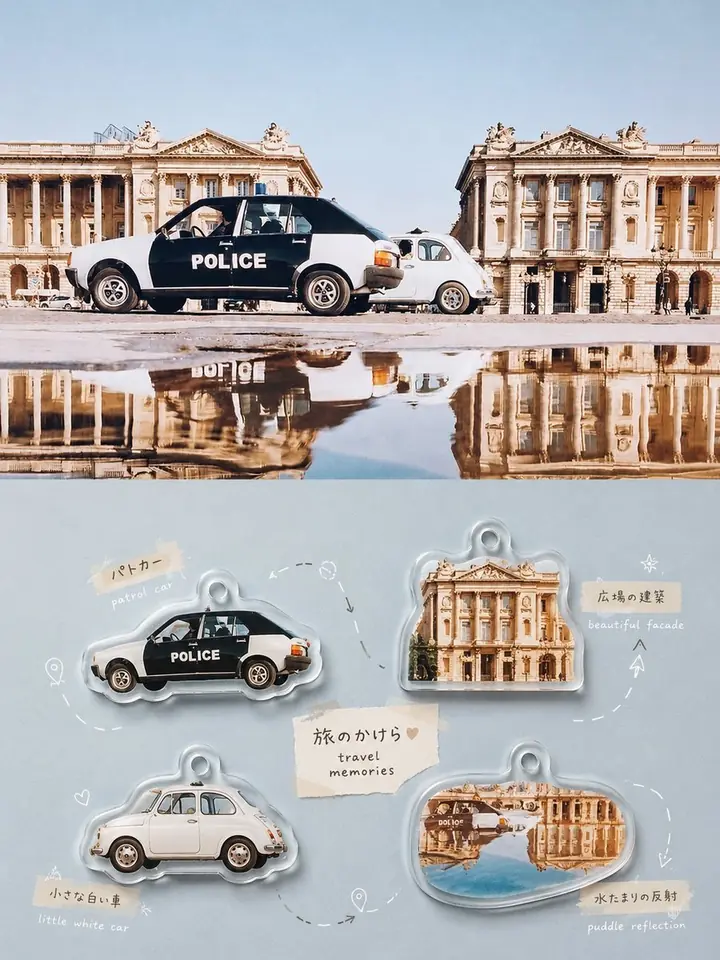 POLICE
パトカー
patrol car
POLICE
広場の建築
beautiful facade
旅のかけら
travel
memories
小さな白い車
little white car
水たまりの反射
puddle reflection